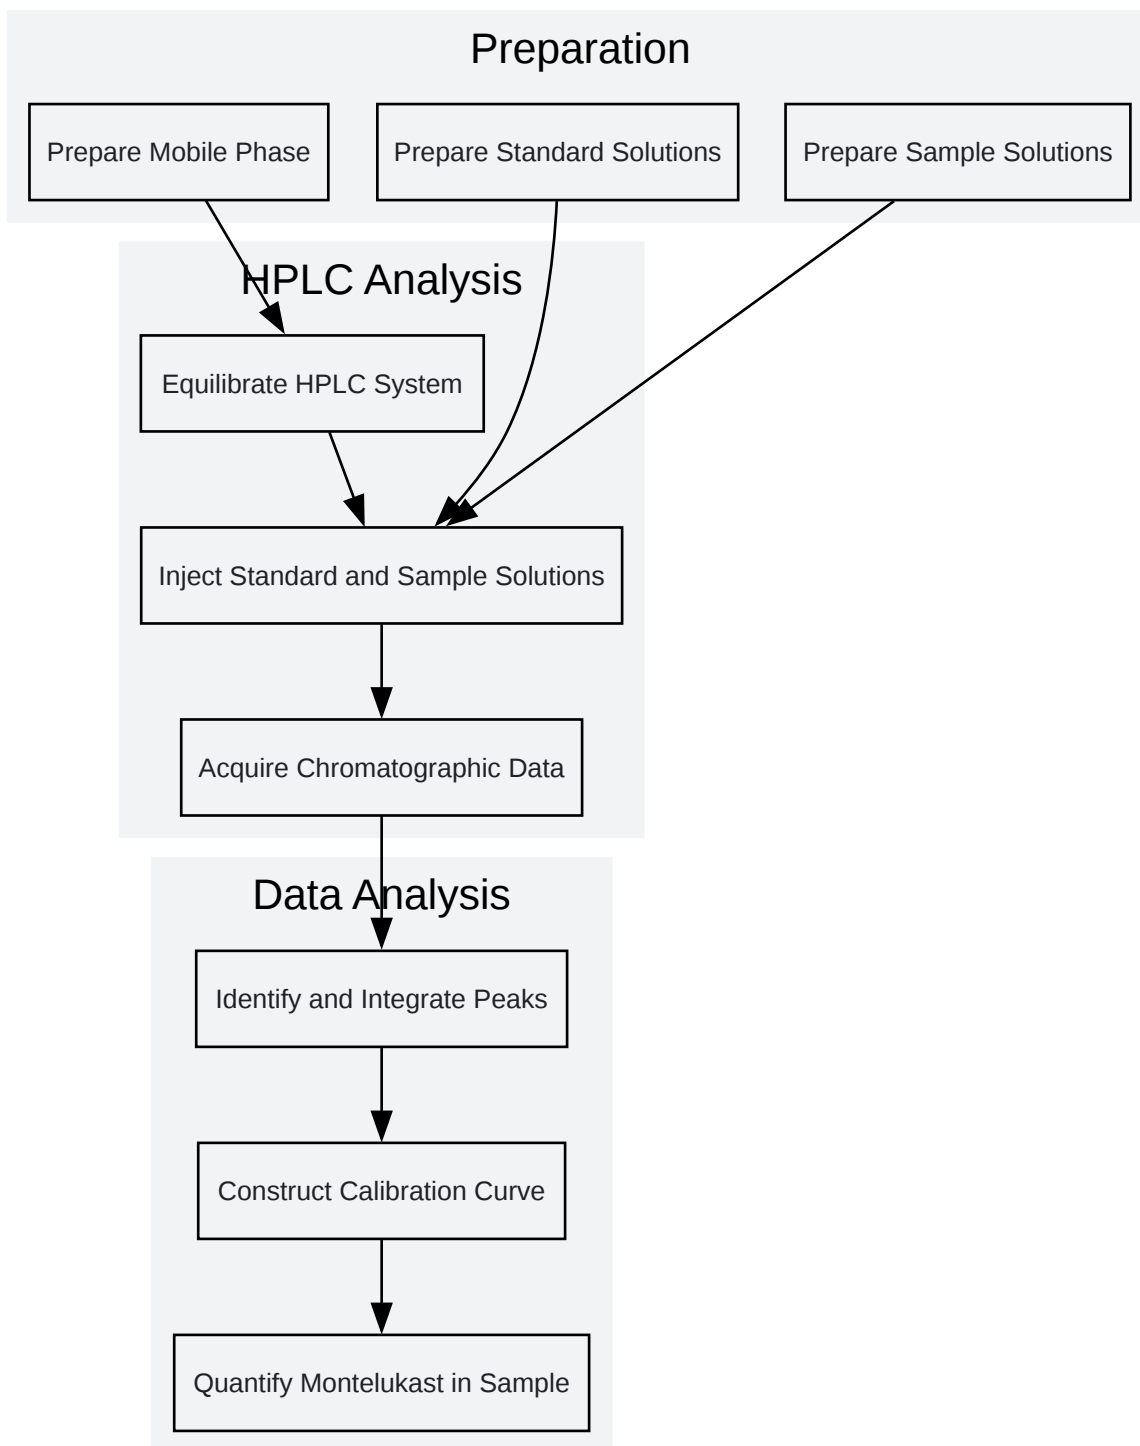 Preparation
Prepare Mobile Phase
Prepare Standard Solutions
Prepare Sample Solutions
HPLC Analysis
Equilibrate HPLC System
Inject Standard and Sample Solutions
Acquire Chromatographic Data
Data Analysis
Identify and Integrate Peaks
Construct Calibration Curve
Quantify Montelukast in Sample